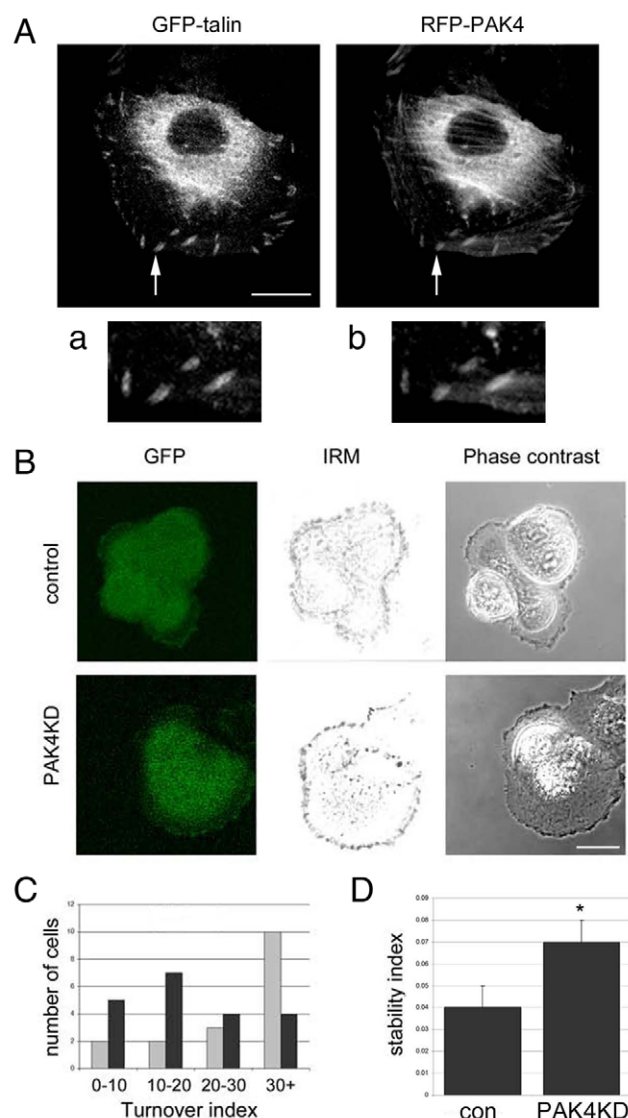 A
GFP-talin RFP-PAK4
a b
B
GFP IRM Phase contrast
control
PAK4KD
C D
number of cells
12
10
8
6
4
2
0
0-10 10-20 20-30 30+
Turnover index
stability index
0.09
0.08
0.07
0.06
0.05
0.04
0.03
0.02
0.01
0
*
con PAK4KD